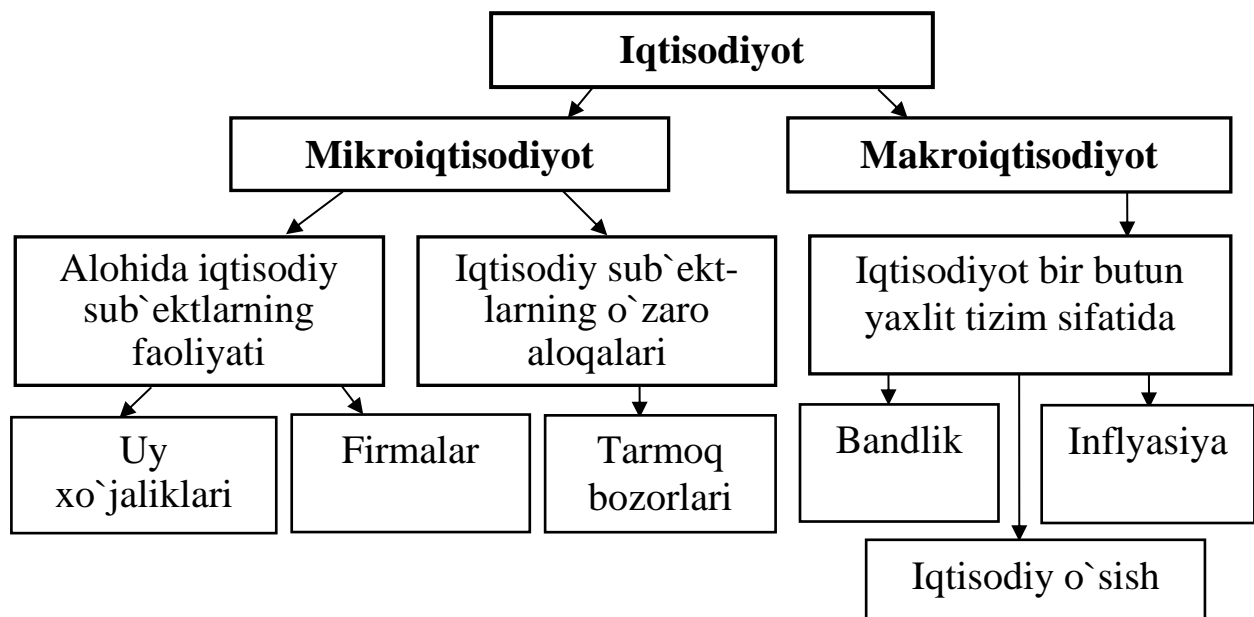 Iqtisodiyot
Mikroiqtisodiyot
Makroiqtisodiyot
Alohida iqtisodiy
sub`ektlarning
faoliyati
Iqtisodiy sub`ekt-
larning o`zaro
aloqalari
Iqtisodiyot bir butun
yaxlit tizim sifatida
Uy
xo`jaliklari
Firmalar
Tarmoq
bozorlari
Bandlik
Inflyasiya
Iqtisodiy o`sish